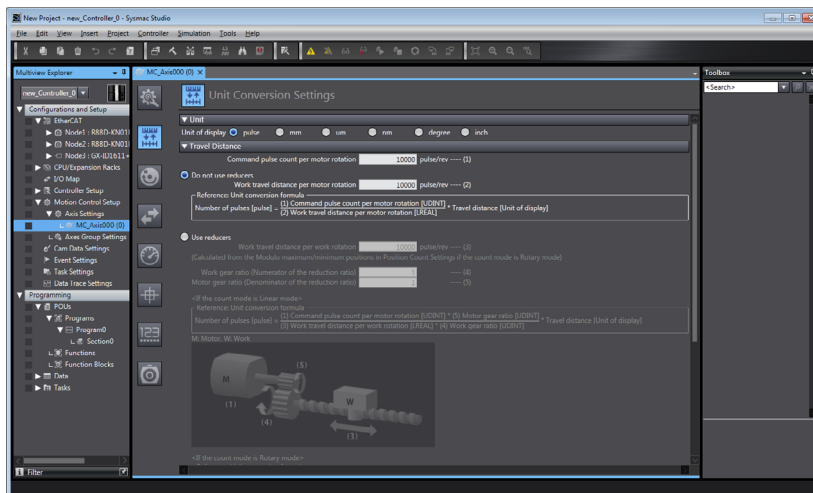 New Project - new_Controller_0 - Sysmac Studio
File Edit View Insert Project Controller Simulation Tools Help
Multiview Explorer
new_Controller_0
Configurations and Setup
EtherCAT
Node1 : R88D-KN01
Node2 : R88D-KN01
Node3 : GX-ID1611
CPU/Expansion Racks
I/O Map
Controller Setup
Motion Control Setup
Axis Settings
MC_Axis000 (0)
Axes Group Settings
Cam Data Settings
Event Settings
Task Settings
Data Trace Settings
Programming
POUs
Programs
Program0
Section0
Functions
Function Blocks
Data
Tasks
Filter
MC_Axis000 (0)
Unit Conversion Settings
Unit
Unit of display pulse mm um nm degree inch
Travel Distance
Command pulse count per motor rotation 10000 pulse/rev ---- (1)
Do not use reducers
Work travel distance per motor rotation 10000 pulse/rev ---- (2)
Reference: Unit conversion formula
Number of pulses [pulse] = (1) Command pulse count per motor rotation [UDINT] * Travel distance [Unit of display]
(2) Work travel distance per motor rotation [LREAL]
Use reducers
Work travel distance per work rotation 10000 pulse/rev ---- (3)
(Calculated from the Modulo maximum/minimum positions in Position Count Settings if the count mode is Rotary mode)
Work gear ratio (Numerator of the reduction ratio) 1 ---- (4)
Motor gear ratio (Denominator of the reduction ratio) 1 ---- (5)
<If the count mode is Linear mode>
Reference: Unit conversion formula
Number of pulses [pulse] = (1) Command pulse count per motor rotation [UDINT] * (5) Motor gear ratio [UDINT] * Travel distance [Unit of display]
(3) Work travel distance per work rotation [LREAL] * (4) Work gear ratio [UDINT]
M: Motor, W: Work
M
(5)
W
(1)
(4)
(3)
<If the count mode is Rotary mode>
123
Toolbox
<Search>